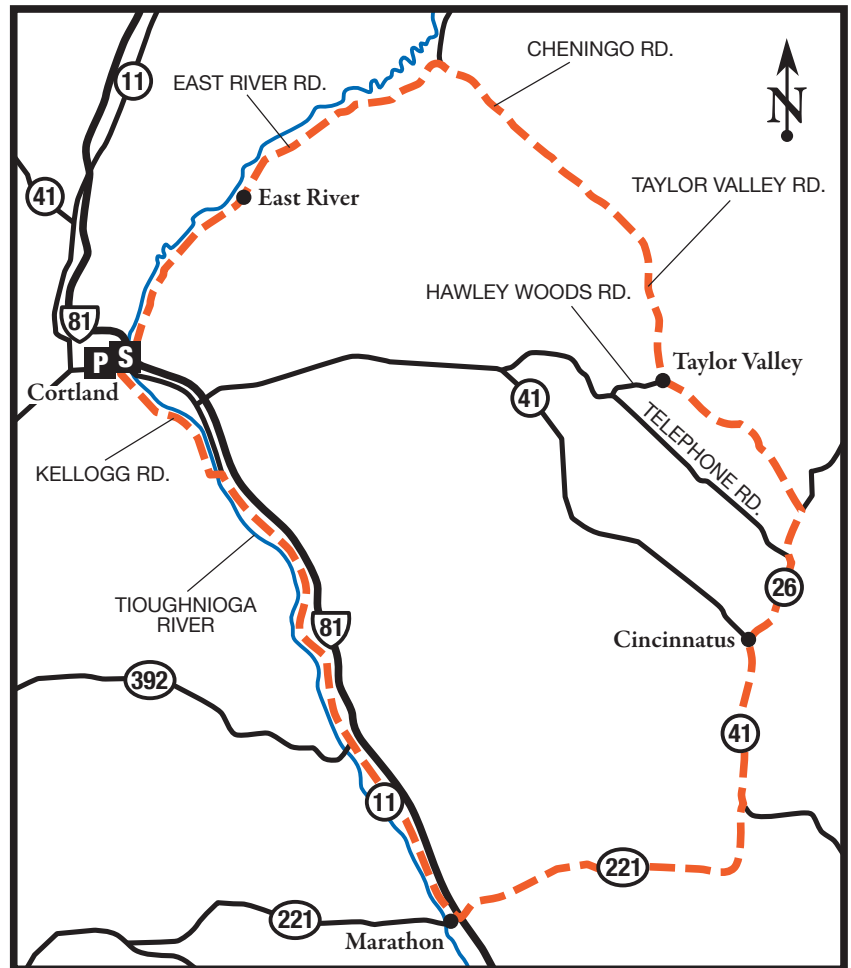 CHENINGO RD.
11
EAST RIVER RD.
N
41
TAYLOR VALLEY RD.
East River
HAWLEY WOODS RD.
81
P S
Taylor Valley
Cortland
41
TELEPHONE RD.
KELLOGG RD.
26
TIOUGHNIOGA
RIVER
81
Cincinnatus
392
41
11
221
221
Marathon